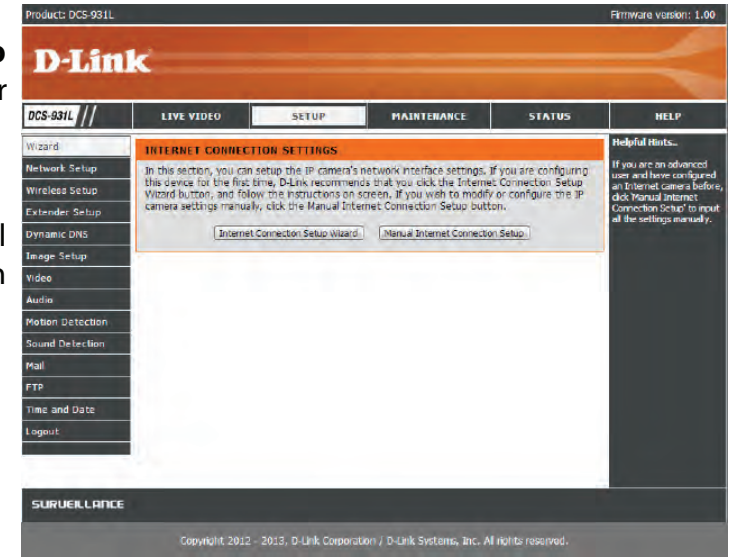 Product: DCS-931L
Firmware version: 1.00
D-Link
r
DCS-931L
LIVE VIDEO
SETUP
MAINTENANCE
STATUS
HELP
Wizard
Network Setup
Wireless Setup
Extender Setup
Dynamic DNS
Image Setup
Video
Audio
Motion Detection
Sound Detection
Mail
FTP
Time and Date
Logout
INTERNET CONNECTION SETTINGS
In this section, you can setup the IP camera's network interface settings. If you are configuring
this device for the first time, D-Link recommends that you click the Internet Connection Setup
Wizard button, and follow the instructions on screen. If you wish to modify or configure the IP
camera settings manually, click the Manual Internet Connection Setup button.
Internet Connection Setup Wizard
Manual Internet Connection Setup
Helpful Hints..
If you are an advanced
user and have configured
an Internet camera before,
click 'Manual Internet
Connection Setup' to input
all the settings manually.
SURVEILLANCE
Copyright 2012 - 2013, D-Link Corporation / D-Link Systems, Inc. All rights reserved.